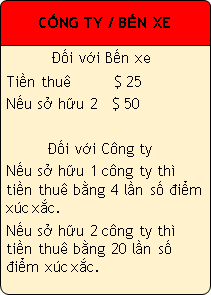 CÔNG TY / BẾN XE
Đối với Bến xe
Tiền thuê $ 25
Nếu sở hữu 2 $ 50
Đối với Công ty
Nếu sở hữu 1 công ty thì
tiền thuê bằng 4 lần số điểm
xúc xắc.
Nếu sở hữu 2 công ty thì
tiền thuê bằng 20 lần số
điểm xúc xắc.